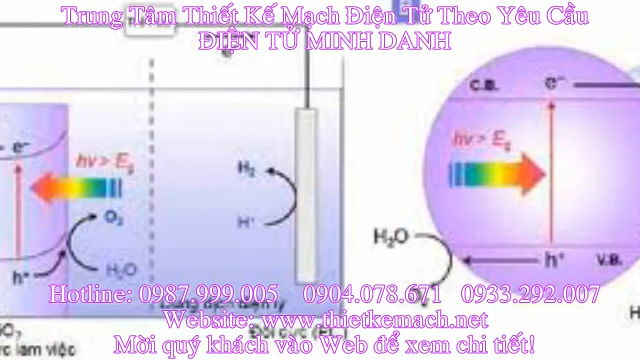 Trung Tâm Thiết Kế Mạch Điện Tử Theo Yêu Cầu
ĐIỆN TỬ MINH DANH
e⁻
C.B. e⁻
e⁻ hν > Eg
hν > Eg
H₂
O₂
H⁺
H₂O
H₂O
h⁺
h⁺ V.B.
Hotline: 0987.999.005 0904.078.671 0933.292.007
Website: www.thietkemach.net
làm việc
Mời quý khách vào Web để xem chi tiết!